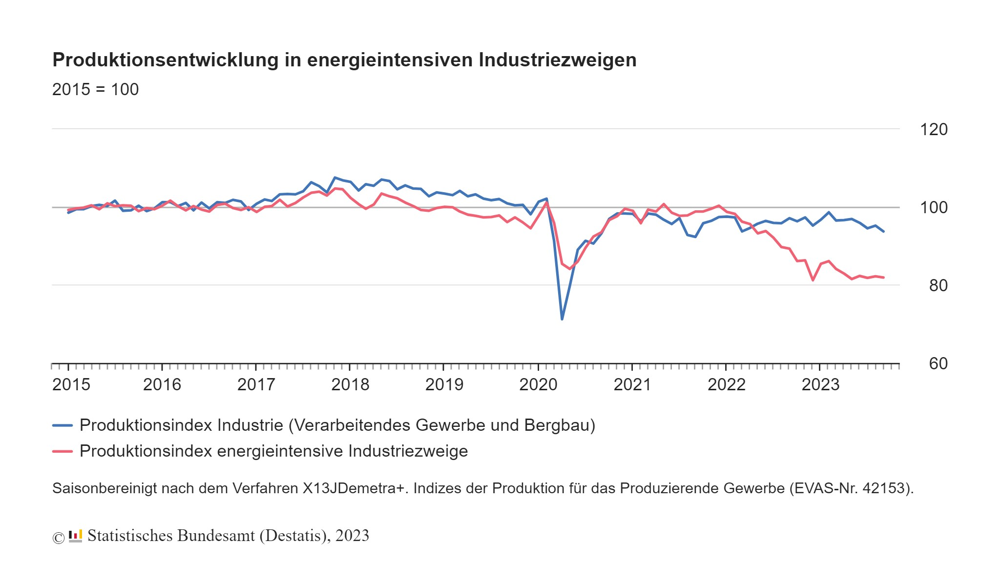 Produktionsentwicklung in energieintensiven Industriezweigen
2015 = 100
120
100
80
60
2015 2016 2017 2018 2019 2020 2021 2022 2023
Produktionsindex Industrie (Verarbeitendes Gewerbe und Bergbau)
Produktionsindex energieintensive Industriezweige
Saisonbereinigt nach dem Verfahren X13JDemetra+. Indizes der Produktion für das Produzierende Gewerbe (EVAS-Nr. 42153).
© Statistisches Bundesamt (Destatis), 2023